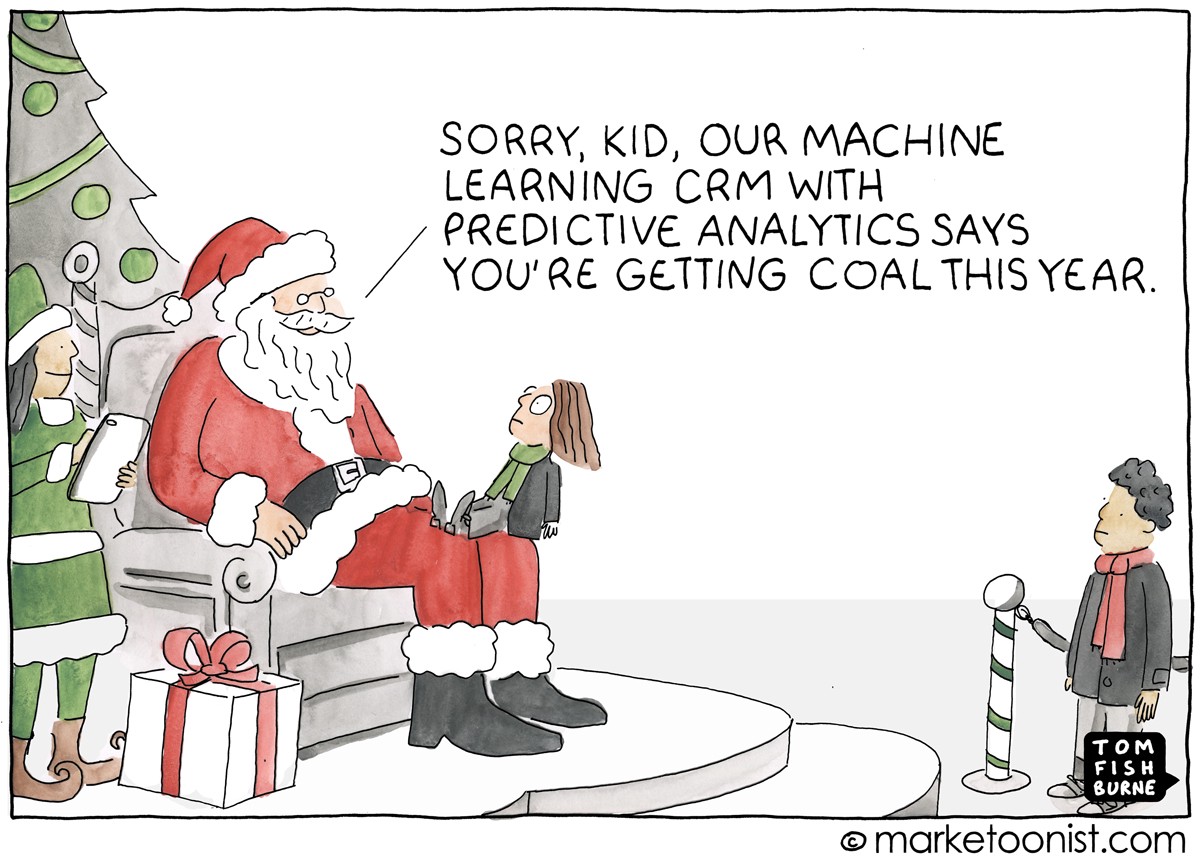 SORRY, KID, OUR MACHINE
LEARNING CRM WITH
PREDICTIVE ANALYTICS SAYS
YOU'RE GETTING COAL THIS YEAR.
TOM
FISH
BURNE
© marketoonist.com